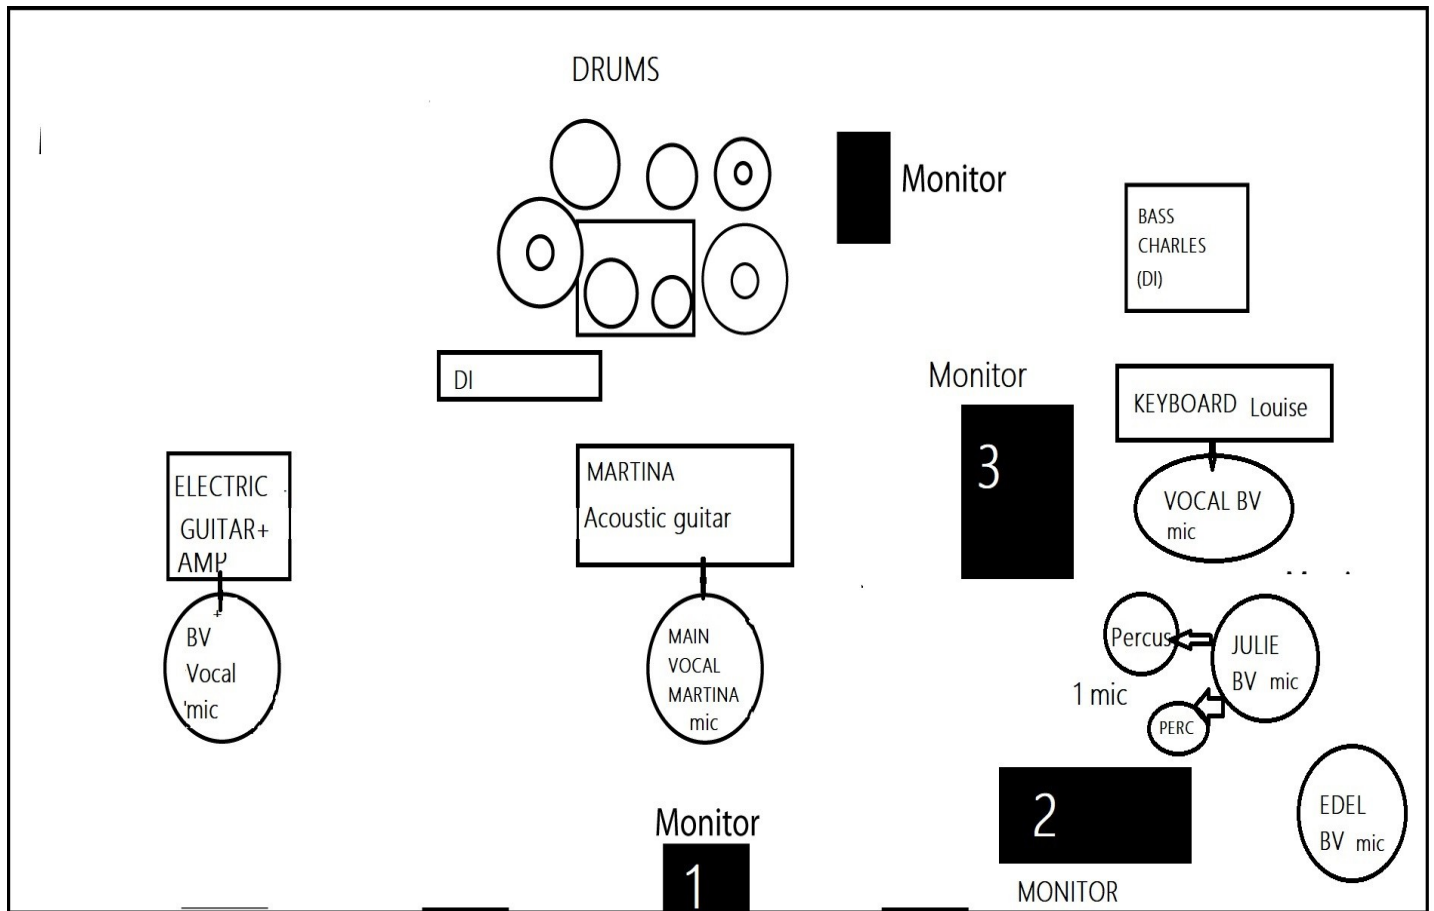 DRUMS
Monitor
BASS
CHARLES
(DI)
DI
Monitor
3
KEYBOARD Louise
VOCAL BV
mic
ELECTRIC
GUITAR+
AMP
MARTINA
Acoustic guitar
+
BV
Vocal
'mic
MAIN
VOCAL
MARTINA
mic
Percus
JULIE
BV mic
1 mic
PERC
Monitor
1
2
MONITOR
EDEL
BV mic